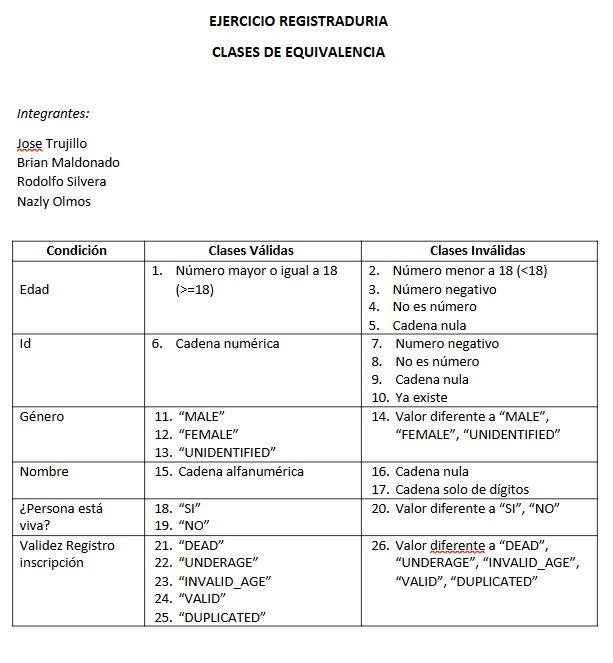 EJERCICIO REGISTRADURIA
CLASES DE EQUIVALENCIA
Integrantes:
Jose Trujillo
Brian Maldonado
Rodolfo Silvera
Nazly Olmos
Condición Clases Válidas Clases Inválidas
Edad
1. Número mayor o igual a 18
(>=18)
2. Número menor a 18 (<18)
3. Número negativo
4. No es número
5. Cadena nula
Id
6. Cadena numérica
7. Numero negativo
8. No es número
9. Cadena nula
10. Ya existe
Género
11. “MALE”
12. “FEMALE”
13. “UNIDENTIFIED”
14. Valor diferente a “MALE”,
“FEMALE”, “UNIDENTIFIED”
Nombre
15. Cadena alfanumérica
16. Cadena nula
17. Cadena solo de dígitos
¿Persona está
viva?
18. “SI”
19. “NO”
20. Valor diferente a “SI”, “NO”
Validez Registro
inscripción
21. “DEAD”
22. “UNDERAGE”
23. “INVALID_AGE”
24. “VALID”
25. “DUPLICATED”
26. Valor diferente a “DEAD”,
“UNDERAGE”, “INVALID_AGE”,
“VALID”, “DUPLICATED”